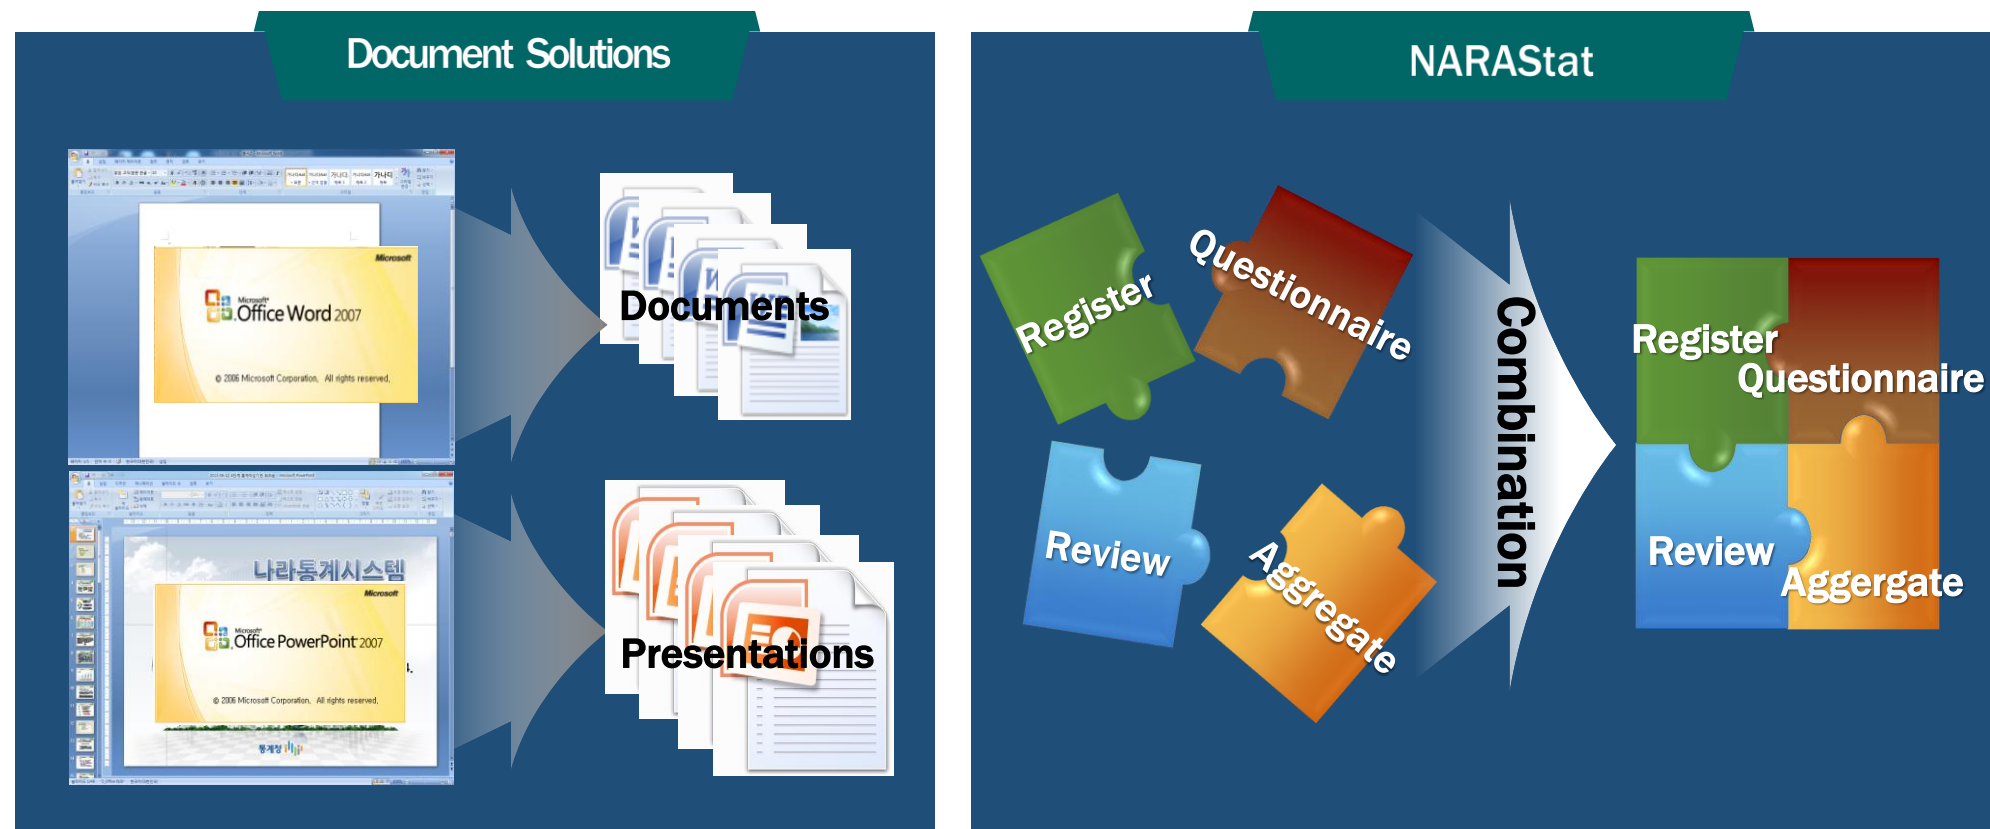 Document Solutions
Microsoft
Microsoft®
Office Word 2007
© 2006 Microsoft Corporation. All rights reserved.
Documents
나라통계시스템
Microsoft
Microsoft®
Office PowerPoint® 2007
4.
© 2006 Microsoft Corporation. All rights reserved.
통계청
Presentations
NARAStat
Register
Questionnaire
Review
Aggregate
Combination
Register
Questionnaire
Review
Aggergate